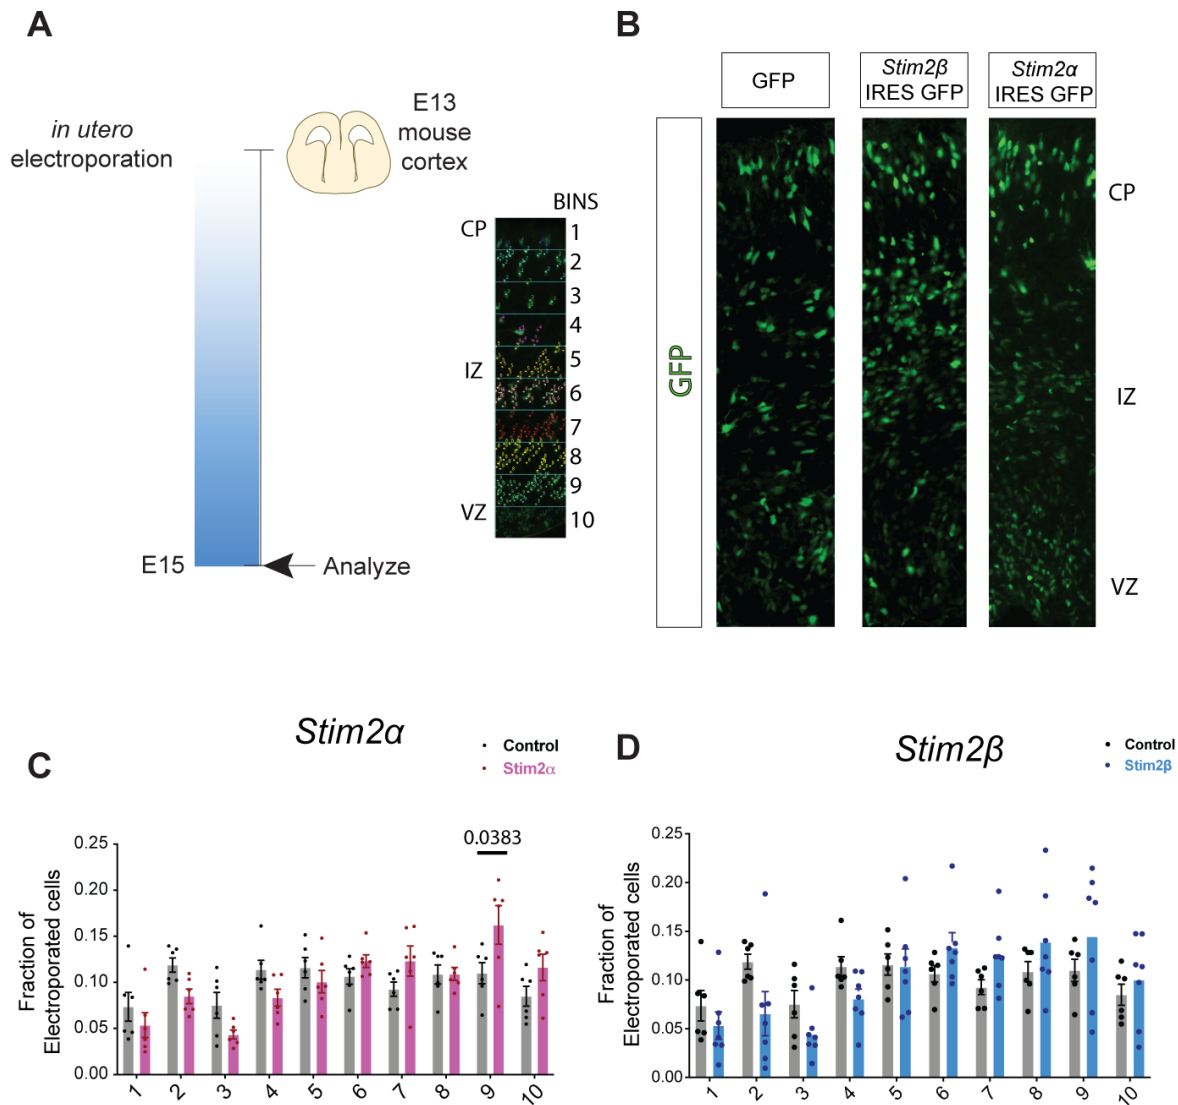 A
in utero
electroporation
E13
mouse
cortex
BINS
CP
1
2
3
4
IZ
5
6
7
8
9
VZ
10
E15
Analyze
B
GFP
Stim2β
IRES GFP
Stim2α
IRES GFP
GFP
CP
IZ
VZ
C
Stim2α
Control
Stim2α
0.0383
Fraction of
Electroporated cells
0.25
0.20
0.15
0.10
0.05
0.00
1 2 3 4 5 6 7 8 9 10
D
Stim2β
Control
Stim2β
Fraction of
Electroporated cells
0.25
0.20
0.15
0.10
0.05
0.00
1 2 3 4 5 6 7 8 9 10